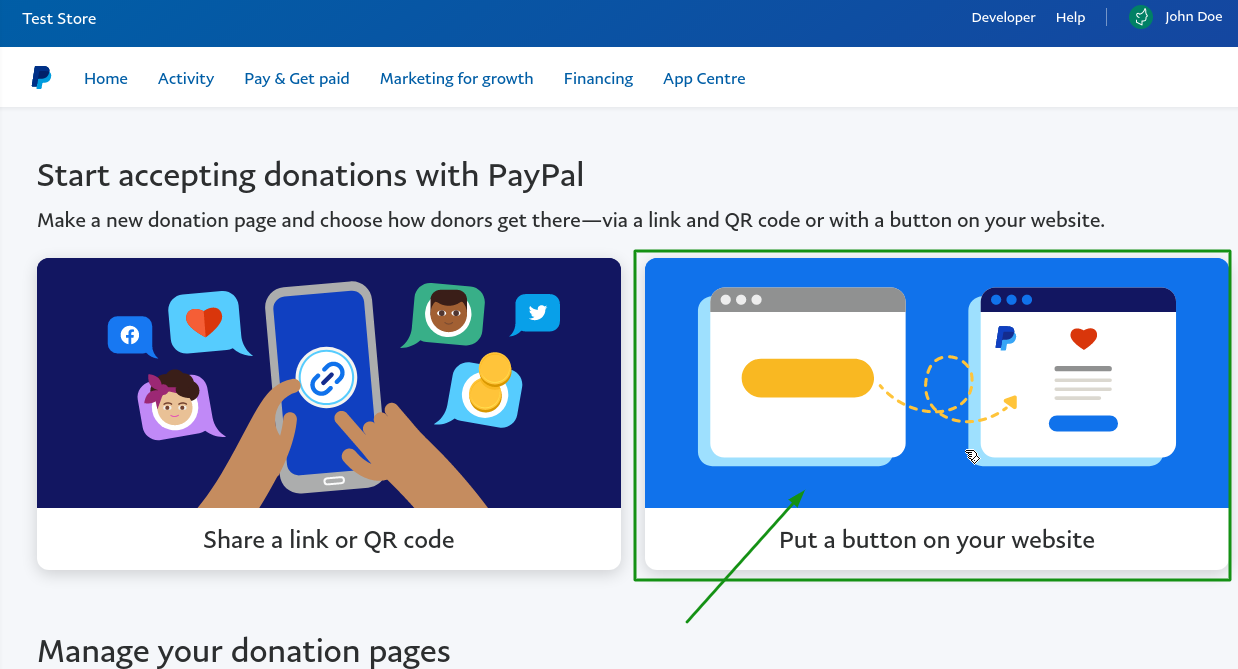 Test Store
Developer Help John Doe
Home Activity Pay & Get paid Marketing for growth Financing App Centre
Start accepting donations with PayPal
Make a new donation page and choose how donors get there—via a link and QR code or with a button on your website.
Share a link or QR code
Put a button on your website
Manage your donation pages